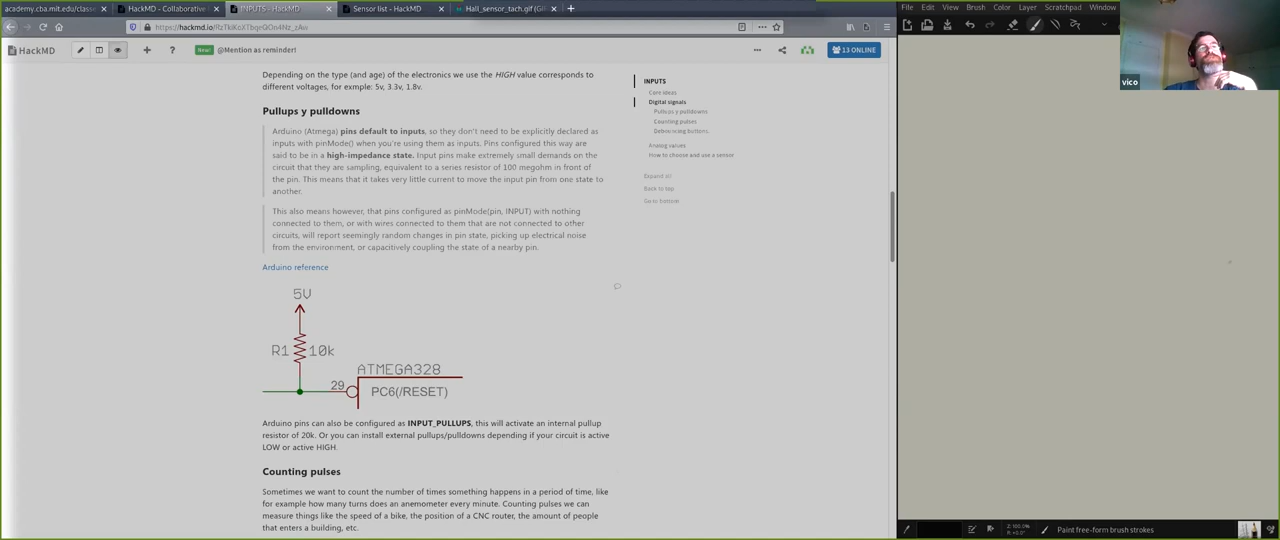 academy.cba.mit.edu/classe
HackMD - Collaborative
INPUTS - HackMD
Sensor list - HackMD
Hall_sensor_tach.gif (GIF
File Edit View Brush Color Layer Scratchpad Window
HackMD
New! @Mention as reminder!
13 ONLINE
vico
Depending on the type (and age) of the electronics we use the HIGH value corresponds to
different voltages, for exmple: 5v, 3.3v, 1.8v.
Pullups y pulldowns
Arduino (Atmega) pins default to inputs, so they don't need to be explicitly declared as
inputs with pinMode() when you're using them as inputs. Pins configured this way are
said to be in a high-impedance state. Input pins make extremely small demands on the
circuit that they are sampling, equivalent to a series resistor of 100 megohm in front of
the pin. This means that it takes very little current to move the input pin from one state to
another.
This also means however, that pins configured as pinMode(pin, INPUT) with nothing
connected to them, or with wires connected to them that are not connected to other
circuits, will report seemingly random changes in pin state, picking up electrical noise
from the environment, or capacitively coupling the state of a nearby pin.
Arduino reference
5V
R1 10k
ATMEGA328
29
PC6(/RESET)
Arduino pins can also be configured as INPUT_PULLUPS, this will activate an internal pullup
resistor of 20k. Or you can install external pullups/pulldowns depending if your circuit is active
LOW or active HIGH.
Counting pulses
Sometimes we want to count the number of times something happens in a period of time, like
for example how many turns does an anemometer every minute. Counting pulses we can
measure things like the speed of a bike, the position of a CNC router, the amount of people
that enters a building, etc.
INPUTS
Core ideas
Digital signals
Pullups y pulldowns
Counting pulses
Debouncing buttons.
Analog values
How to choose and use a sensor
Expand all
Back to top
Go to bottom
Z: 100.0%
R: +0.0°
Paint free-form brush strokes